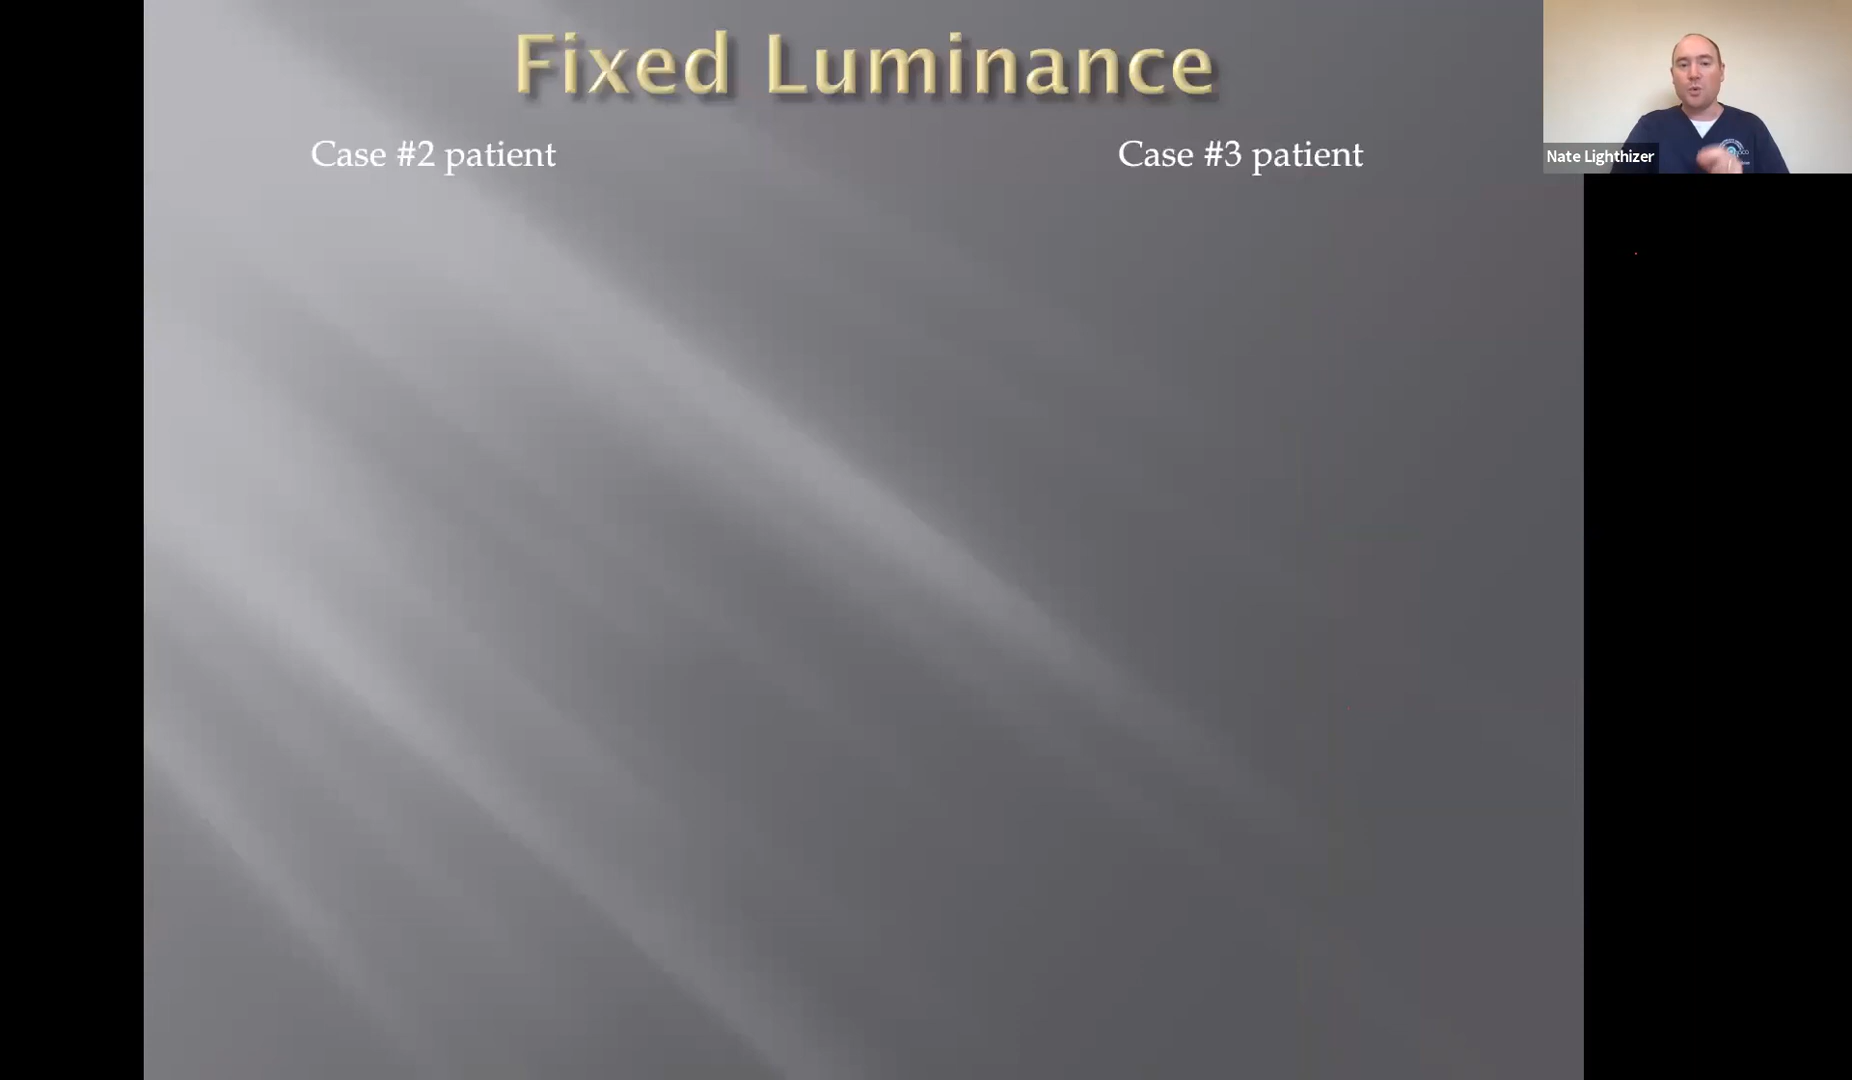 Fixed Luminance
Case #2 patient
Case #3 patient
Nate Lighthizer